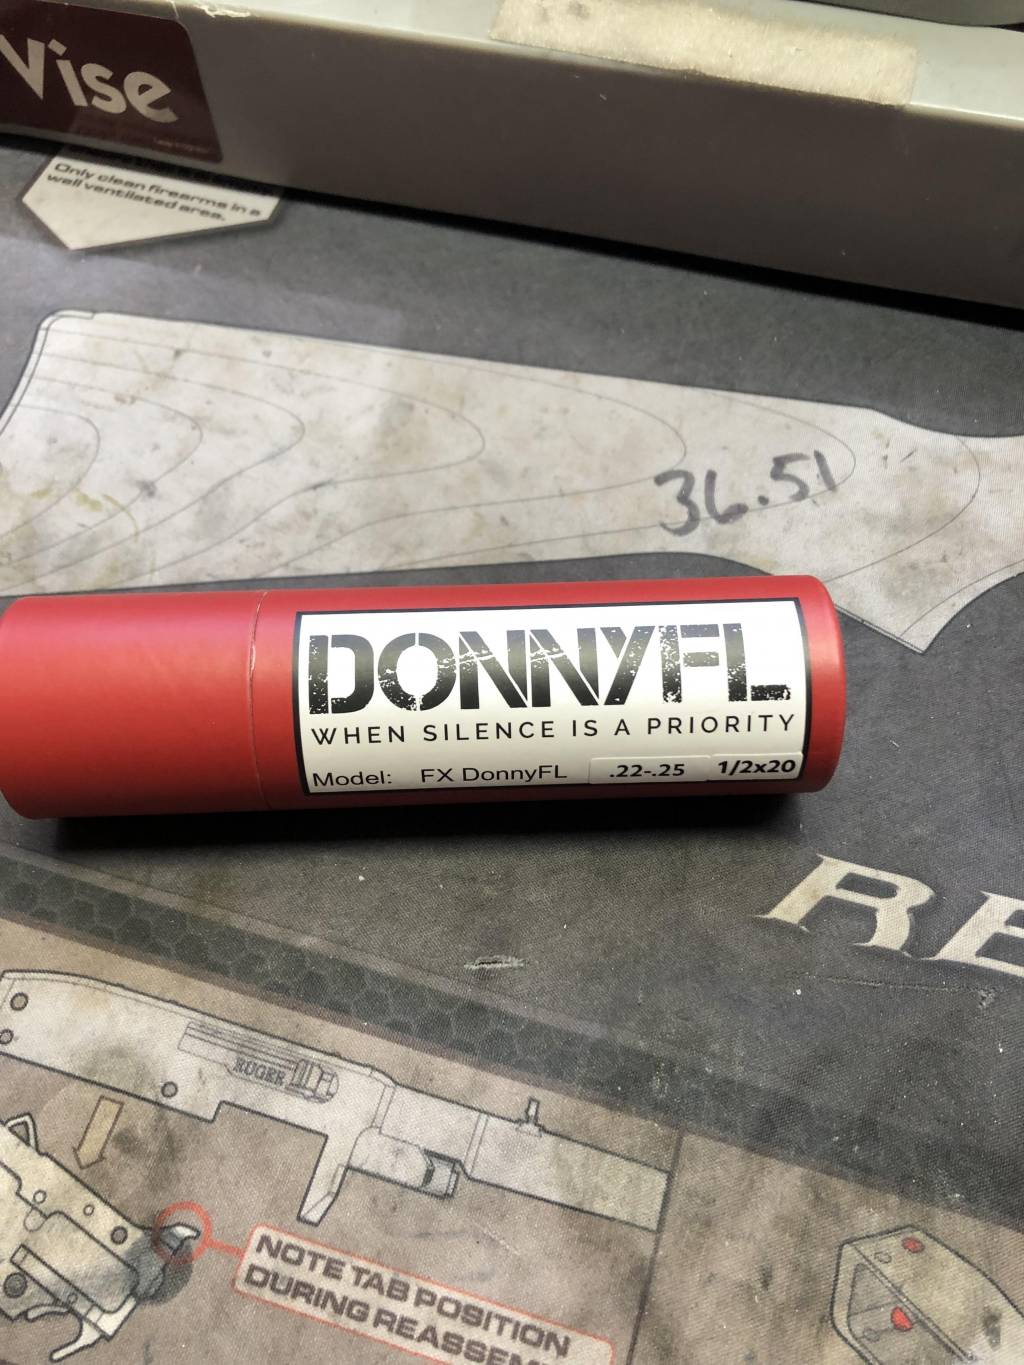 Vise
Only clean firearms in a
well ventilated area.
36.51
DONNYFL
WHEN SILENCE IS A PRIORITY
Model: FX DonnyFL .22-.25 1/2x20
RE
RUGER
NOTE TAB POSITION
DURING REASSEM